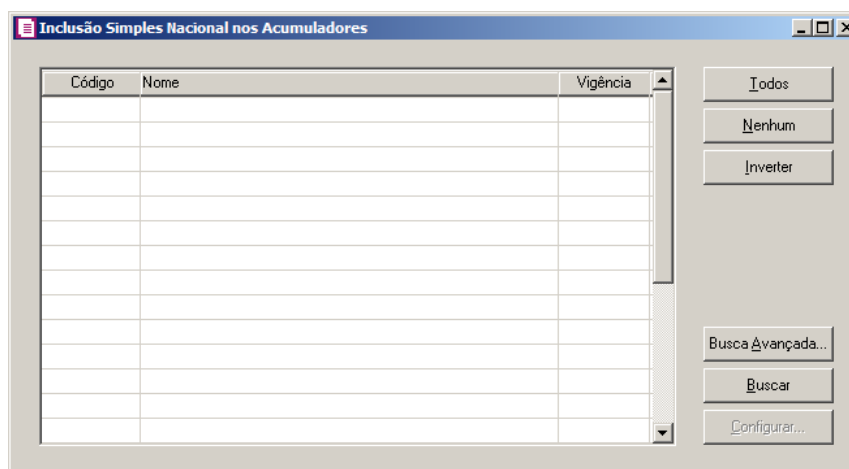 Inclusão Simples Nacional nos Acumuladores
Código Nome Vigência
Todos
Nenhum
Inverter
Busca Avançada...
Buscar
Configurar...